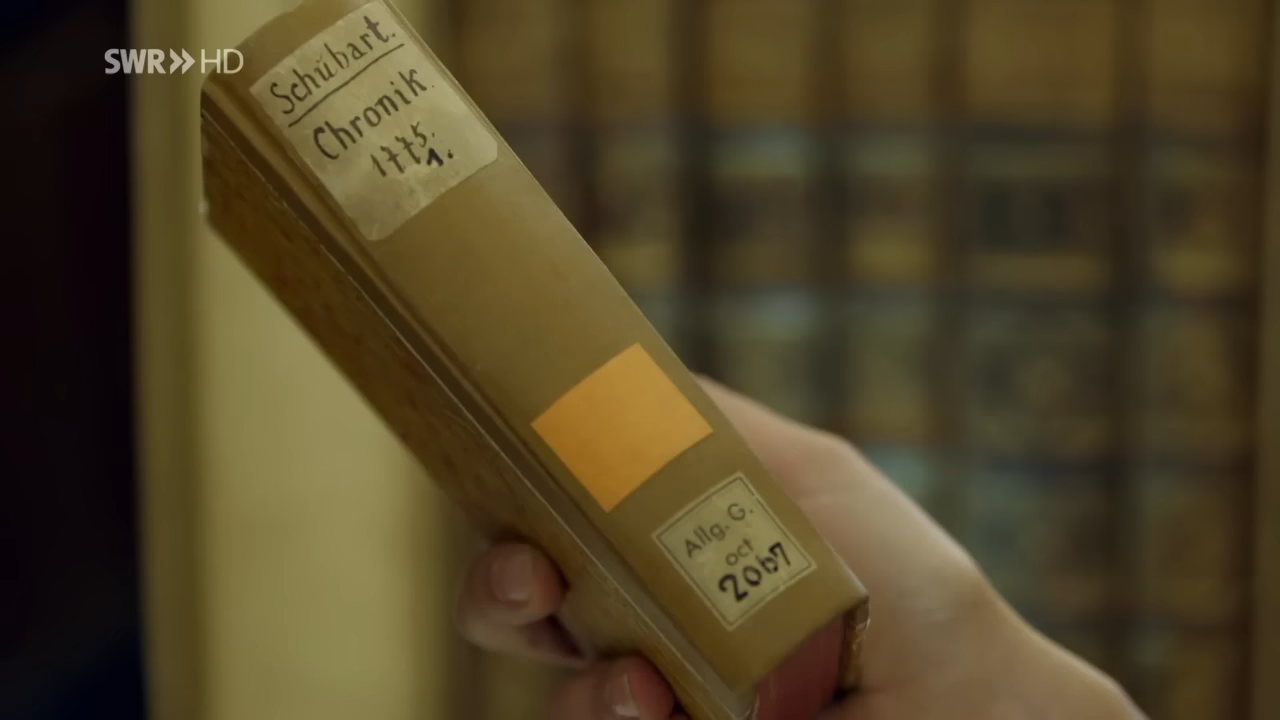 SWR>> HD
Schubart.
Chronik.
1775.
1.
Allg. G.
oct
2067